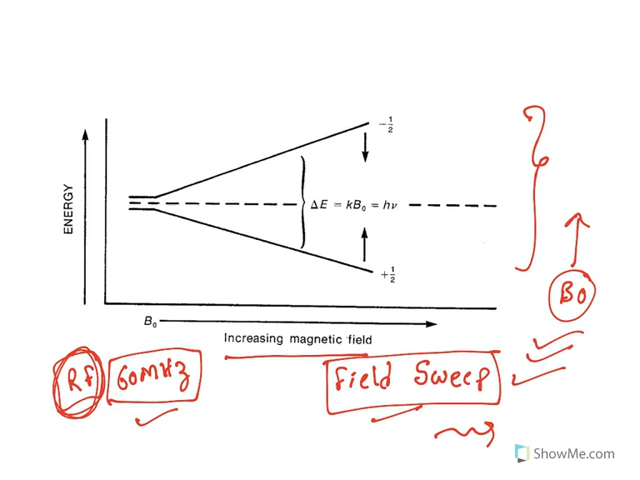 -½
ENERGY
ΔE = kB₀ = hν
+½
B₀
Increasing magnetic field
B0
RF 60MHz
Field Sweep
ShowMe.com